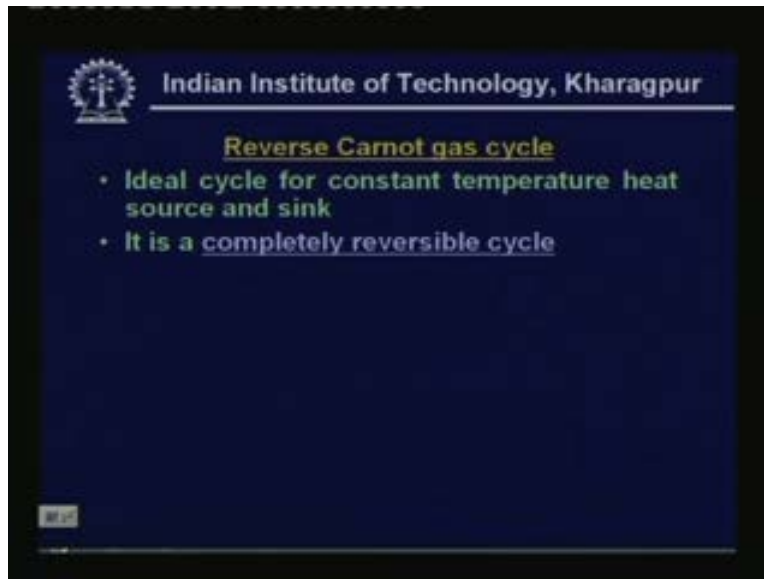 Indian Institute of Technology, Kharagpur
Reverse Carnot gas cycle
• Ideal cycle for constant temperature heat
source and sink
• It is a completely reversible cycle